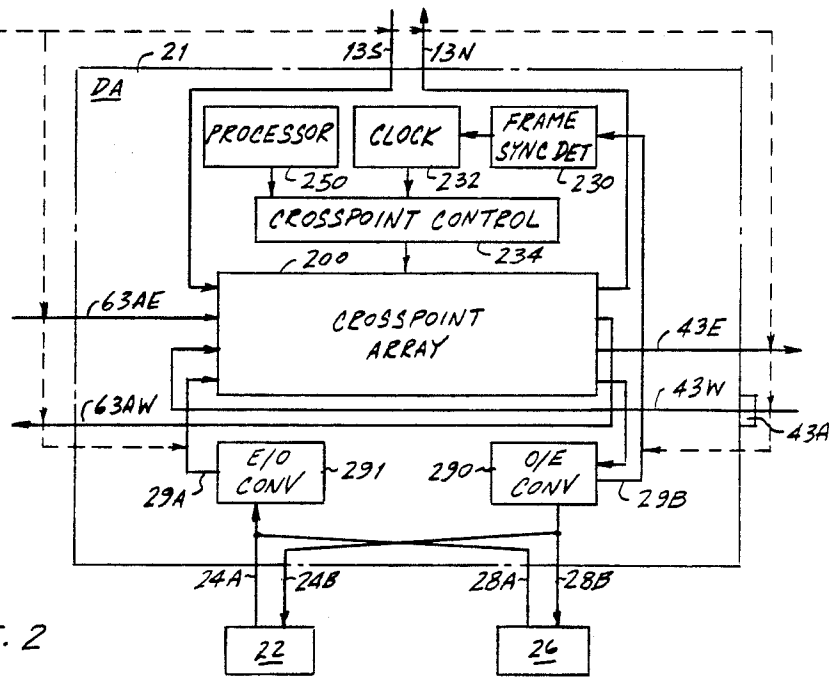 21
13S
13N
DA
PROCESSOR
CLOCK
FRAME
SYNC DET
250
232
230
CROSSPOINT CONTROL
200
234
63AE
CROSSPOINT
ARRAY
43E
63AW
43W
43A
E/O
CONV
291
290
O/E
CONV
29A
29B
24A
24B
28A
28B
22
26
. 2